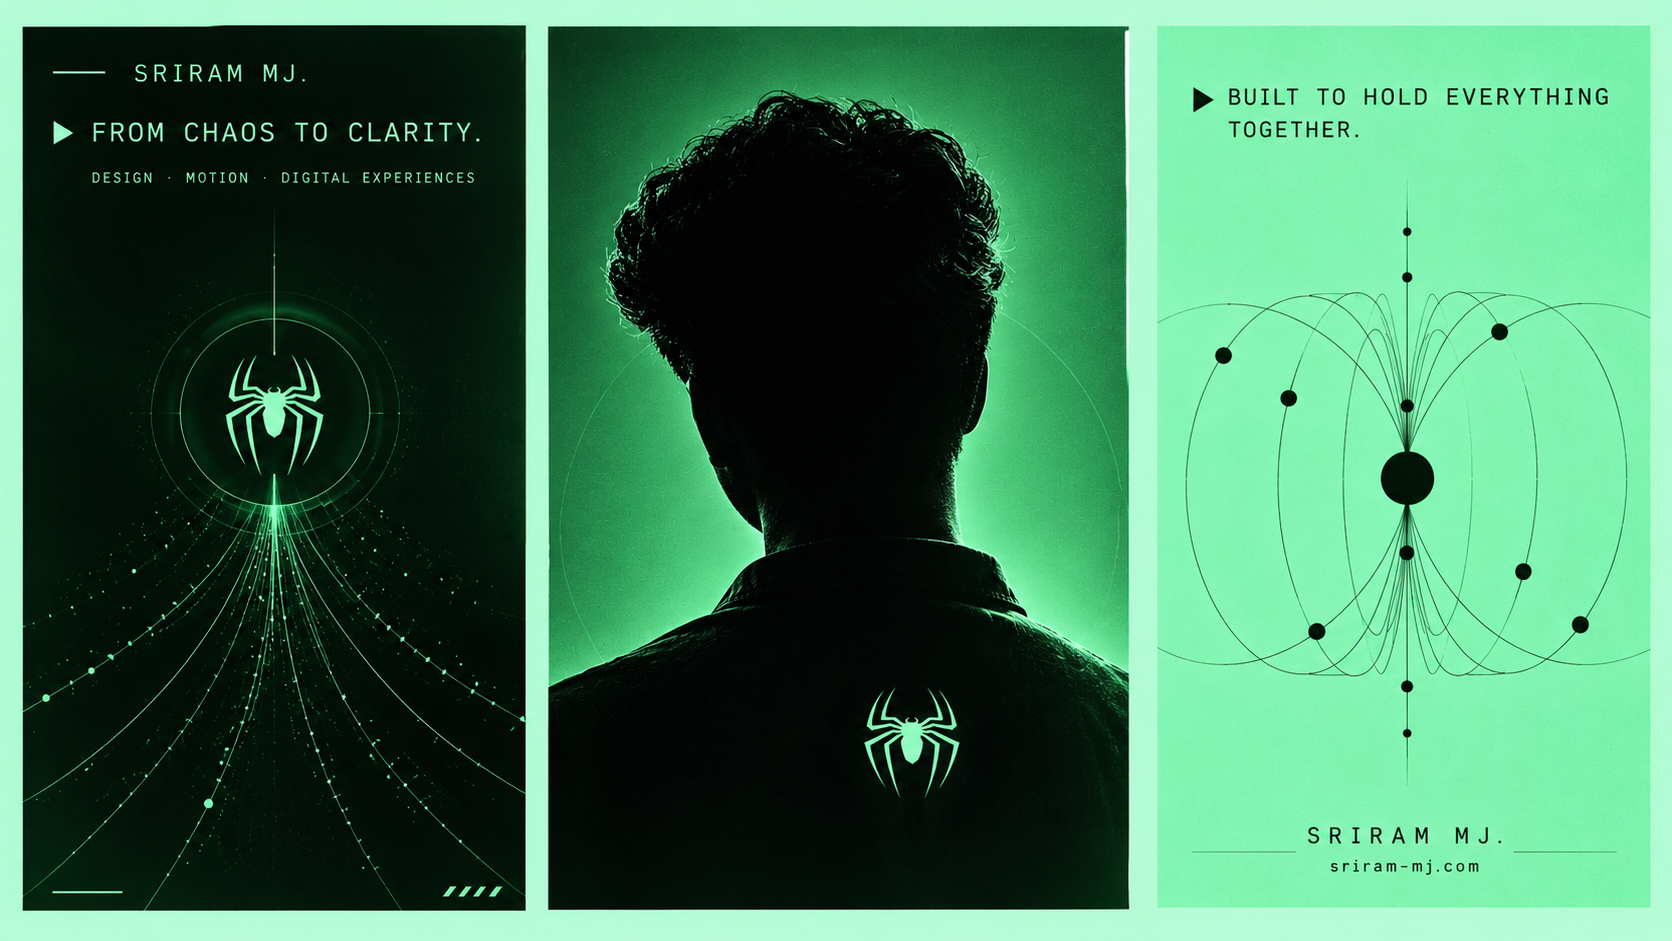 SRIRAM MJ.
FROM CHAOS TO CLARITY.
DESIGN · MOTION · DIGITAL EXPERIENCES
BUILT TO HOLD EVERYTHING
TOGETHER.
SRIRAM MJ.
sriram-mj.com